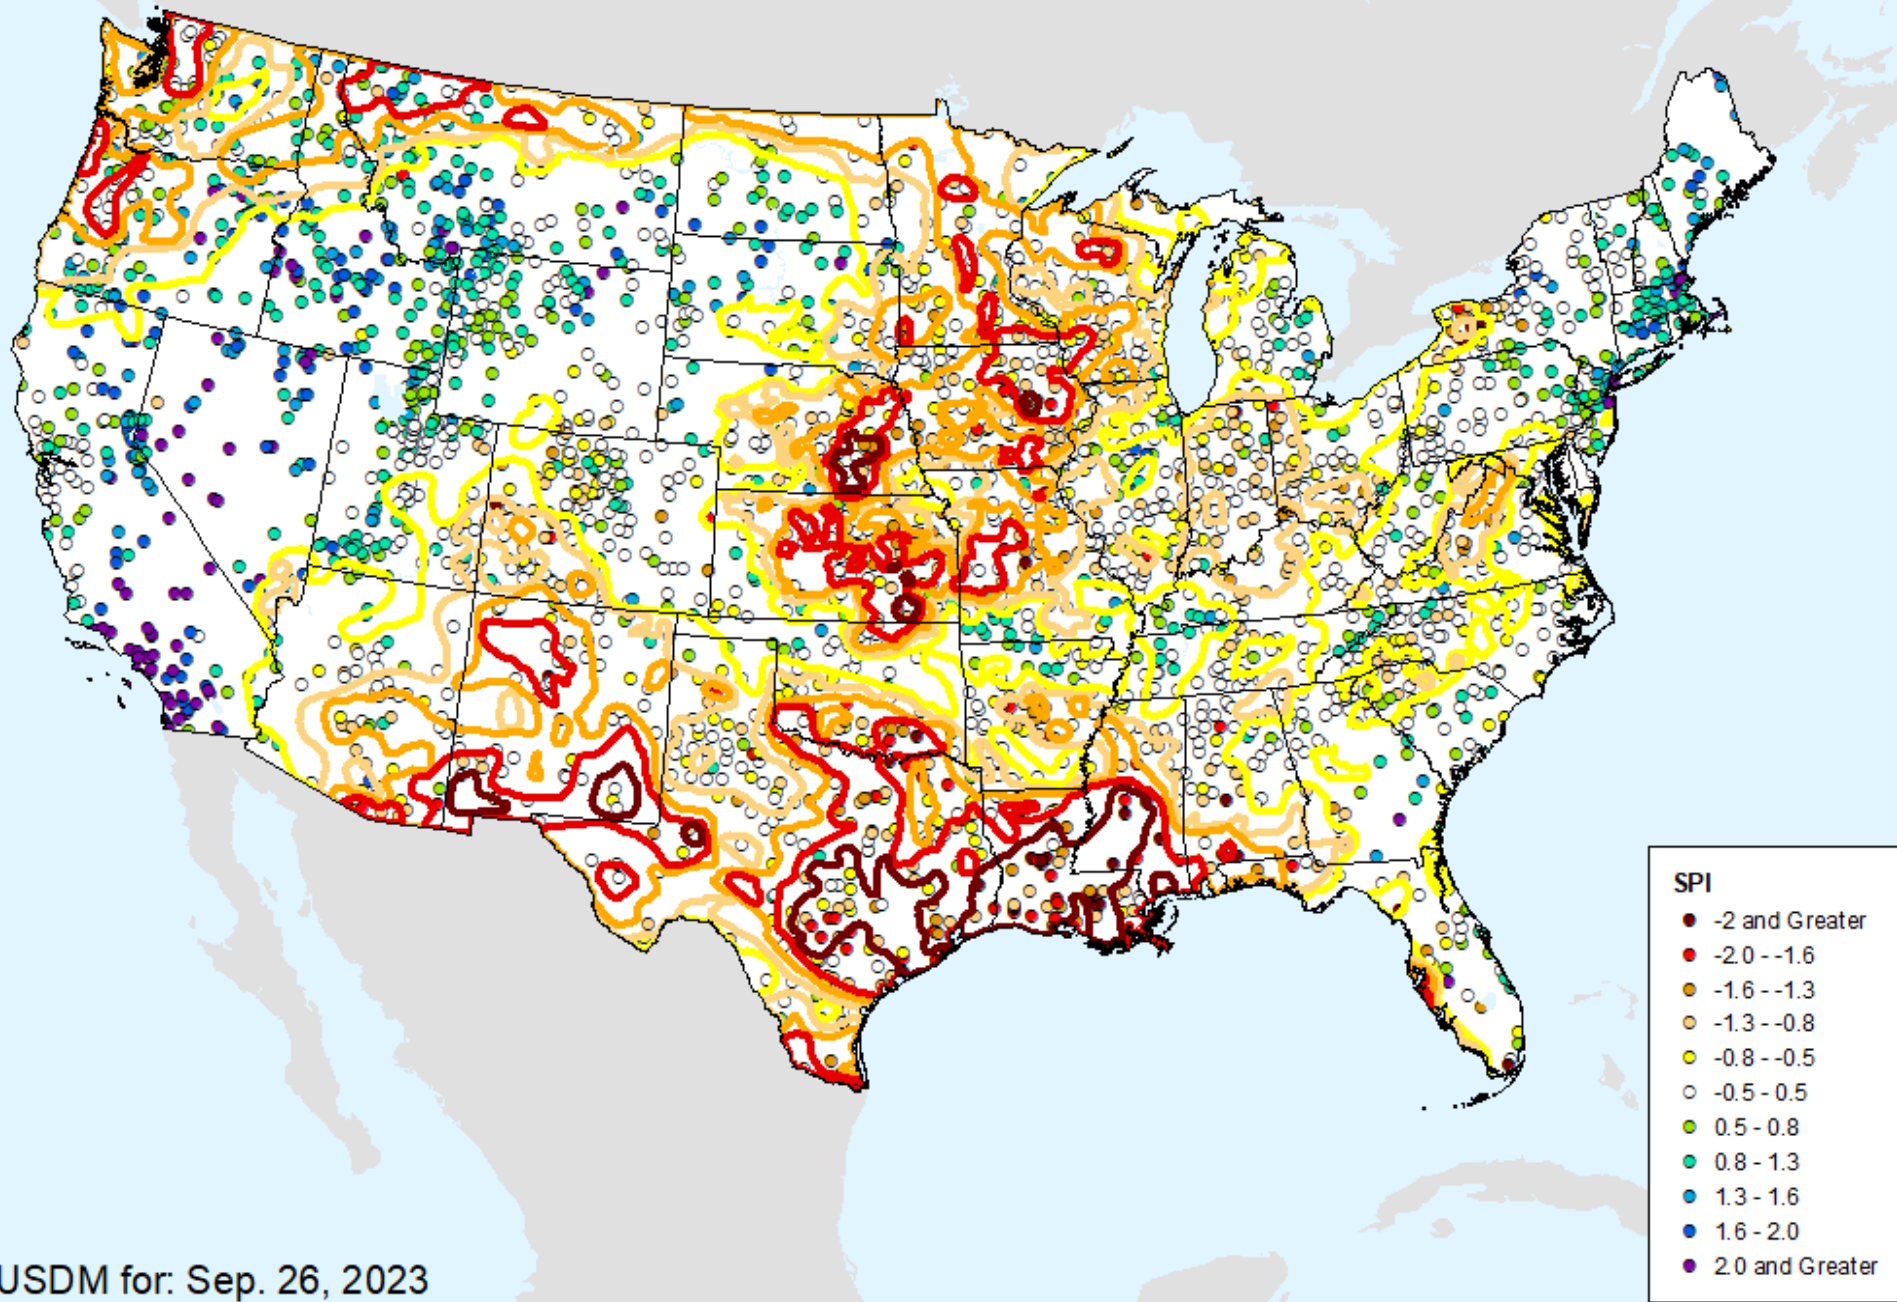 SPI
-2 and Greater
-2.0 - -1.6
-1.6 - -1.3
-1.3 - -0.8
-0.8 - -0.5
-0.5 - 0.5
0.5 - 0.8
0.8 - 1.3
1.3 - 1.6
1.6 - 2.0
2.0 and Greater
USDM for: Sep. 26, 2023